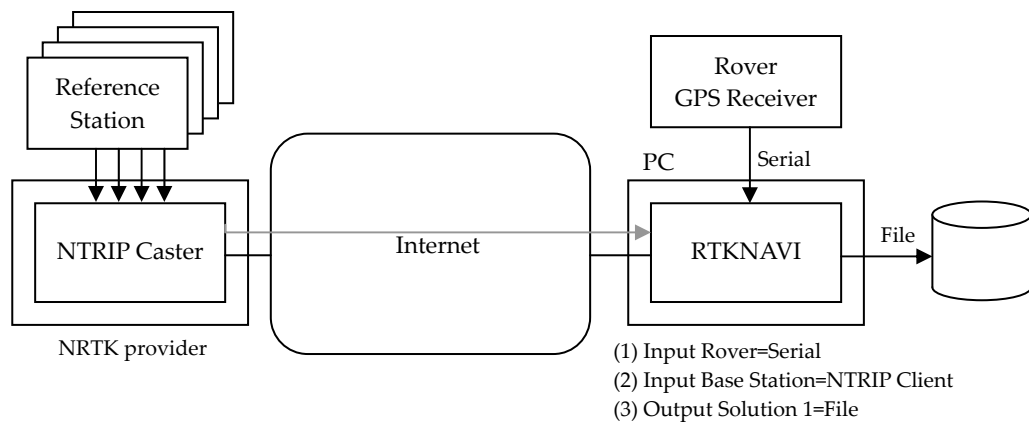 Reference
Station
Rover
GPS Receiver
PC
Serial
NTRIP Caster
Internet
RTKNAVI
File
NRTK provider
(1) Input Rover=Serial
(2) Input Base Station=NTRIP Client
(3) Output Solution 1=File